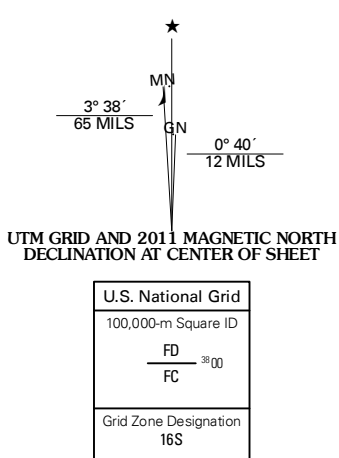 ★
MN
3° 38´
65 MILS
GN
0° 40´
12 MILS
UTM GRID AND 2011 MAGNETIC NORTH
DECLINATION AT CENTER OF SHEET
U.S. National Grid
100,000-m Square ID
FD
3800
FC
Grid Zone Designation
16S